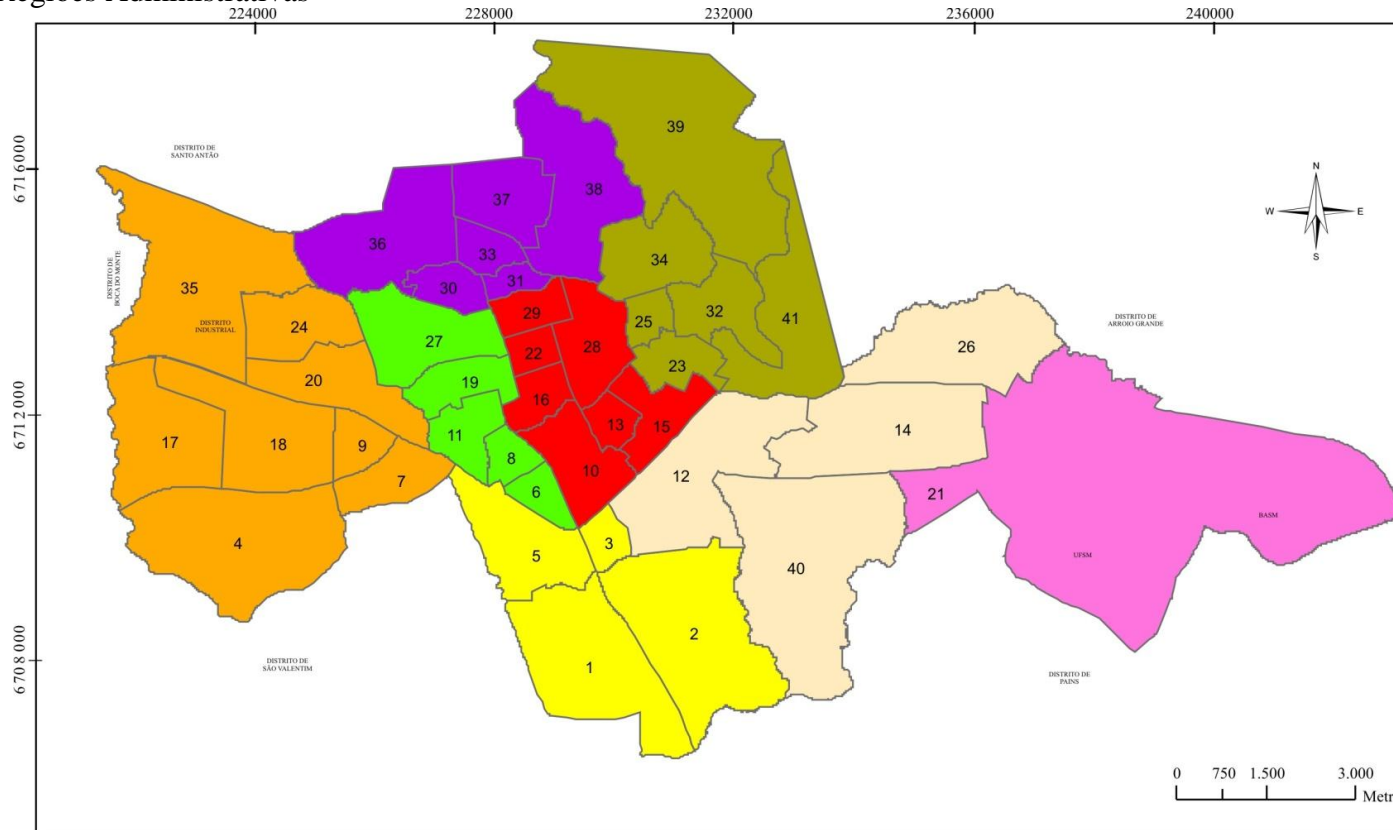 Regiões Administrativas
224000 228000 232000 236000 240000
39
6716000
DISTRITO DE
SANTO ANTÃO
N
W E
S
37
38
36
33
34
DISTRITO DE
BOCA DO MONTE
35
30
31
DISTRITO
INDUSTRIAL
24
29
25
32
41
DISTRITO DE
ARROIO GRANDE
27
28
26
22
23
20
19
16
6712000
13
15
14
11
17
18
9
8
10
12
7
6
21
BASM
4
5
3
UFSM
40
2
1
6708000
DISTRITO DE
SÃO VALENTIM
DISTRITO DE
PAINS
0 750 1.500 3.000
Metr